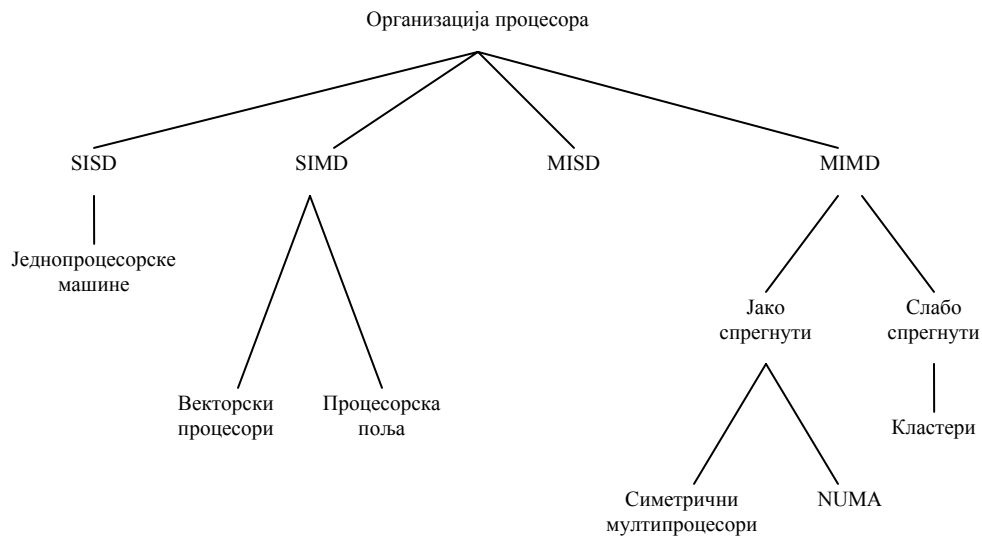 Организација процесора
SISD
SIMD
MISD
MIMD
Једнопроцесорске
машине
Јако
спрегнути
Слабо
спрегнути
Векторски
процесори
Процесорска
поља
Кластери
Симетрични
мултипроцесори
NUMA